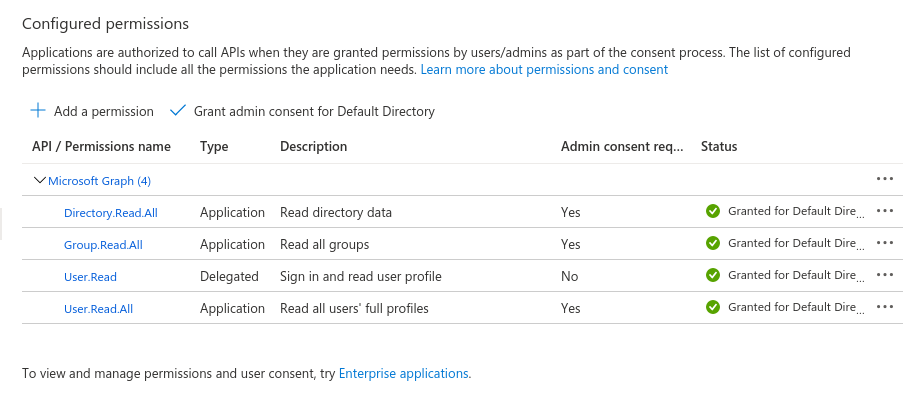 Configured permissions
Applications are authorized to call APIs when they are granted permissions by users/admins as part of the consent process. The list of configured
permissions should include all the permissions the application needs. Learn more about permissions and consent
Add a permission Grant admin consent for Default Directory
API / Permissions name Type Description Admin consent req... Status
Microsoft Graph (4) ...
Directory.Read.All Application Read directory data Yes Granted for Default Dire... ...
Group.Read.All Application Read all groups Yes Granted for Default Dire... ...
User.Read Delegated Sign in and read user profile No Granted for Default Dire... ...
User.Read.All Application Read all users' full profiles Yes Granted for Default Dire... ...
To view and manage permissions and user consent, try Enterprise applications.